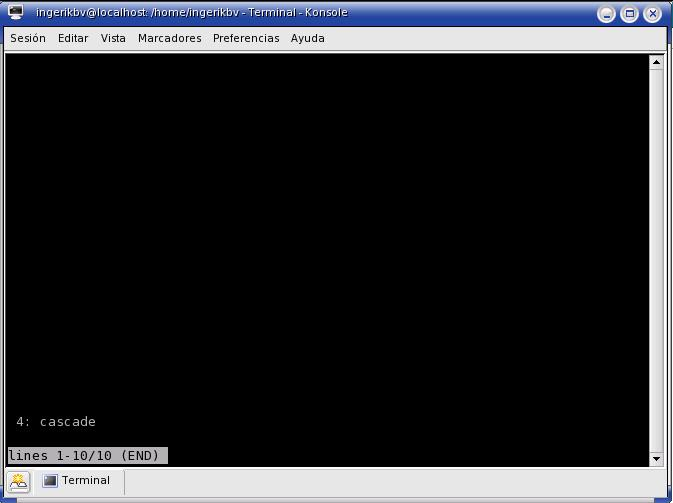 ingerikbv@localhost: /home/ingerikbv - Terminal - Konsole
Sesión Editar Vista Marcadores Preferencias Ayuda
4: cascade
lines 1-10/10 (END)
Terminal